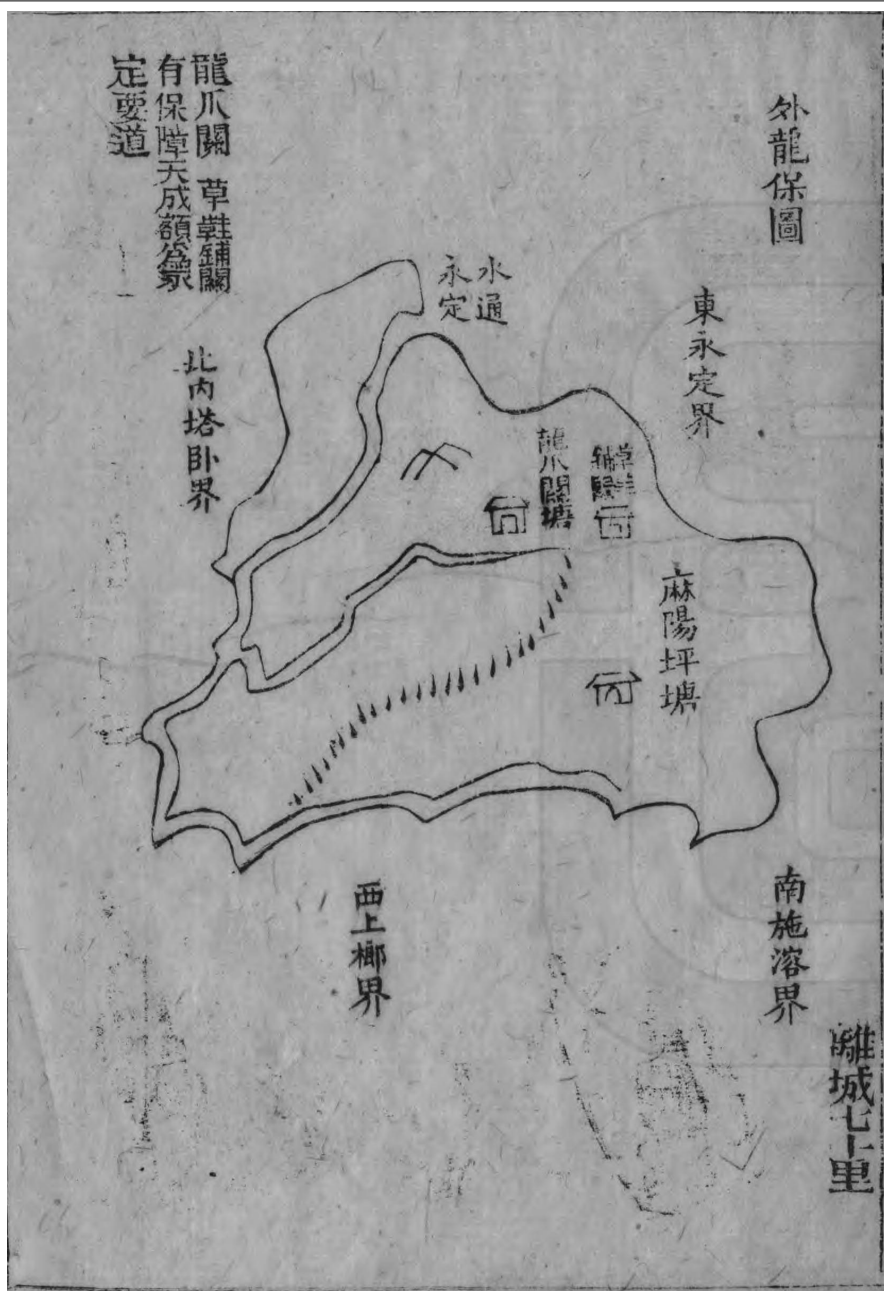 外龍保圖
離城七十里
東永定界
南施溶界
麻陽坪塘
草鞋
鋪關
龍爪關塘
水通
永定
西上榔界
北內塔卧界
龍爪關 草鞋鋪關
有保障天成額為永
定要道